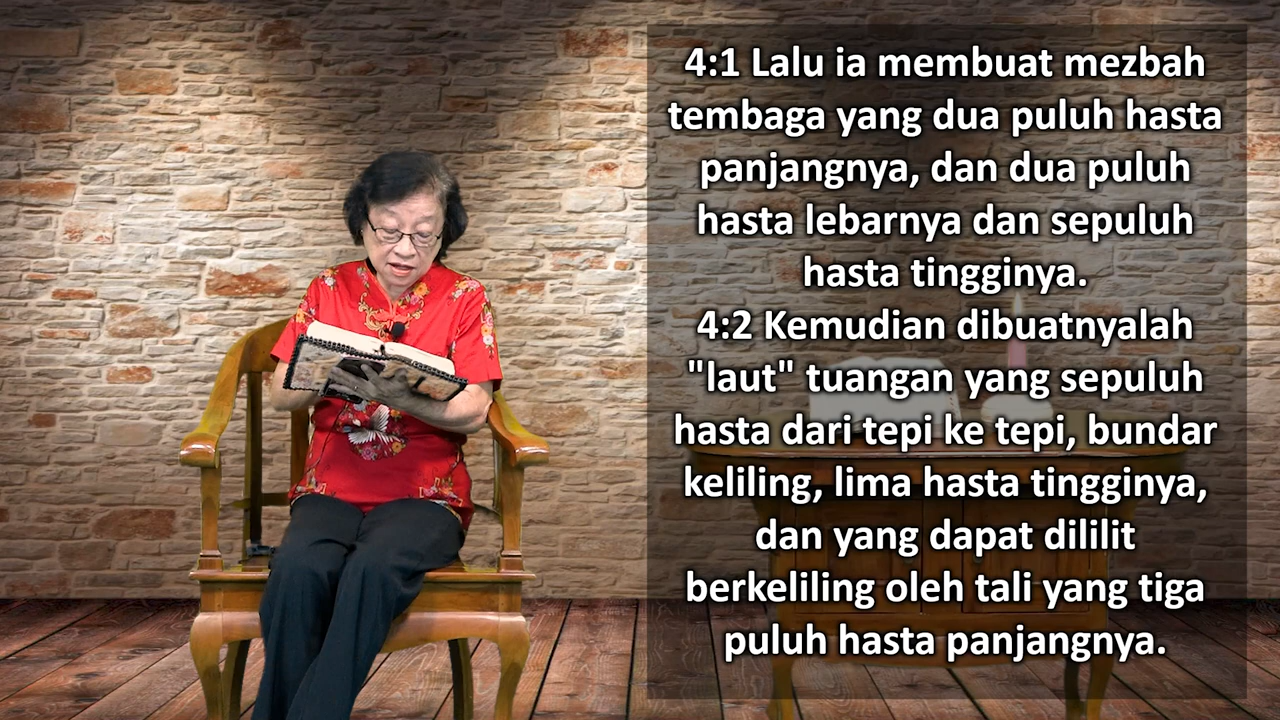 4:1 Lalu ia membuat mezbah
tembaga yang dua puluh hasta
panjangnya, dan dua puluh
hasta lebarnya dan sepuluh
hasta tingginya.
4:2 Kemudian dibuatnyalah
"laut" tuangan yang sepuluh
hasta dari tepi ke tepi, bundar
keliling, lima hasta tingginya,
dan yang dapat dililit
berkeliling oleh tali yang tiga
puluh hasta panjangnya.